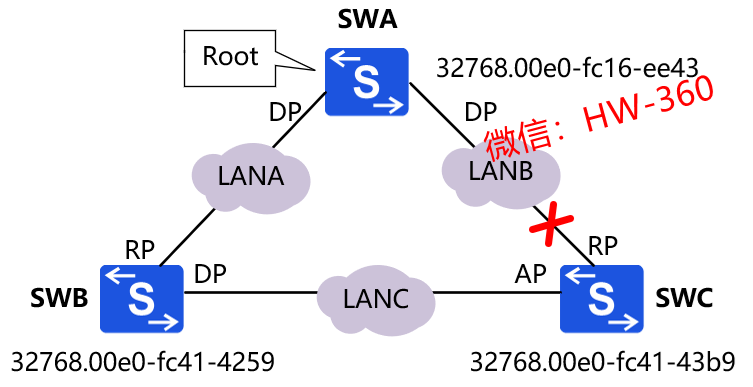 SWA
Root
32768.00e0-fc16-ee43
DP
DP
微信：HW-360
LANA
LANB
RP
RP
SWB
DP
LANC
AP
SWC
32768.00e0-fc41-4259
32768.00e0-fc41-43b9
S
S
S